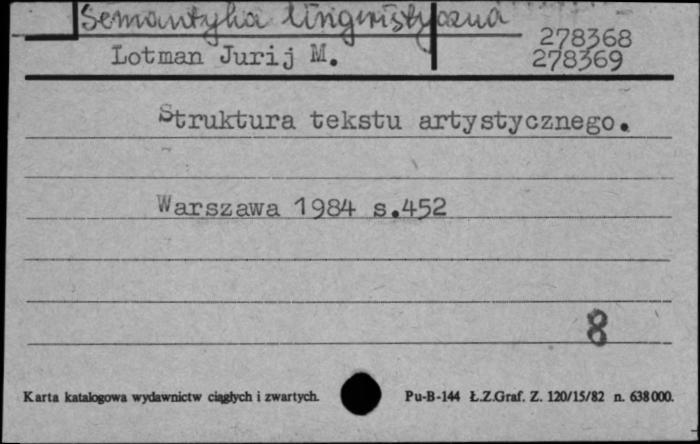 Semantyka lingwistyczna
278368
Lotman Jurij M.
278369
Struktura tekstu artystycznego.
Warszawa 1984 s.452
8
Karta katalogowa wydawnictw ciągłych i zwartych.
Pu-B-144 Ł.Z.Graf. Z. 120/15/82 n. 638000.